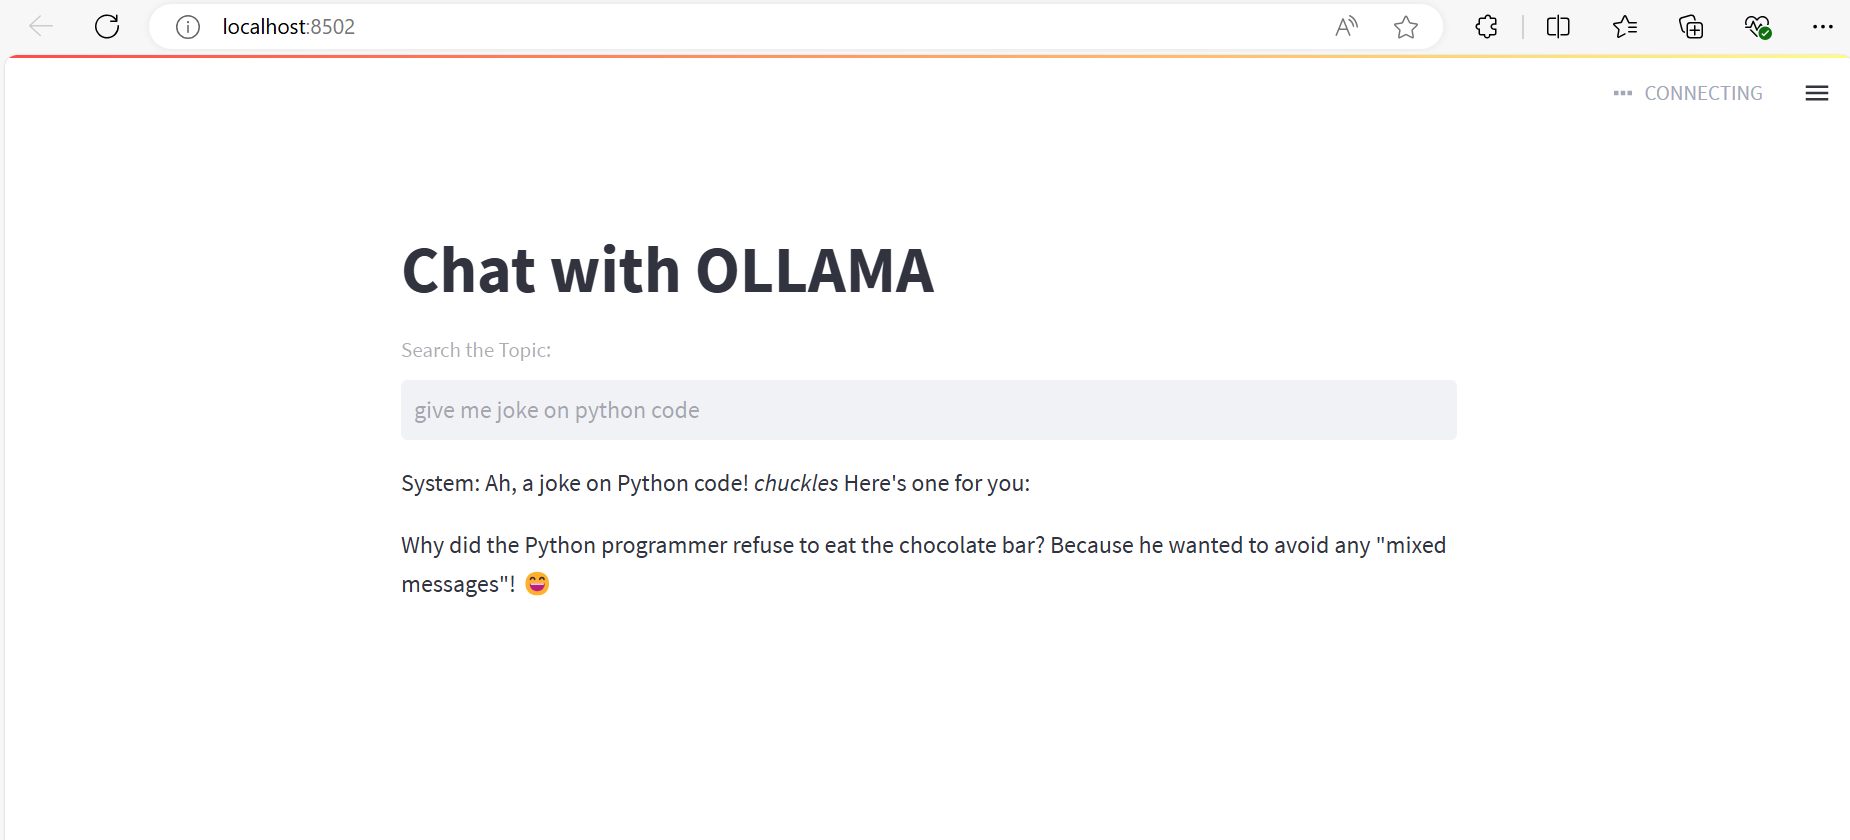 localhost:8502
CONNECTING
Chat with OLLAMA
Search the Topic:
give me joke on python code
System: Ah, a joke on Python code! chuckles Here's one for you:
Why did the Python programmer refuse to eat the chocolate bar? Because he wanted to avoid any "mixed
messages"! 😄